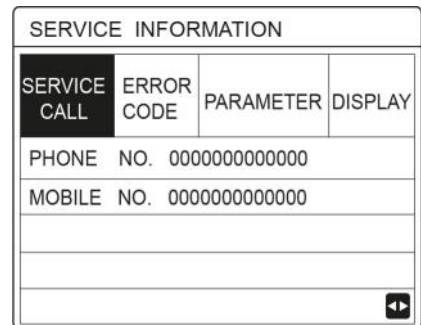 SERVICE INFORMATION
SERVICE CALL
ERROR CODE
PARAMETER
DISPLAY
PHONE NO. 0000000000000
MOBILE NO. 0000000000000